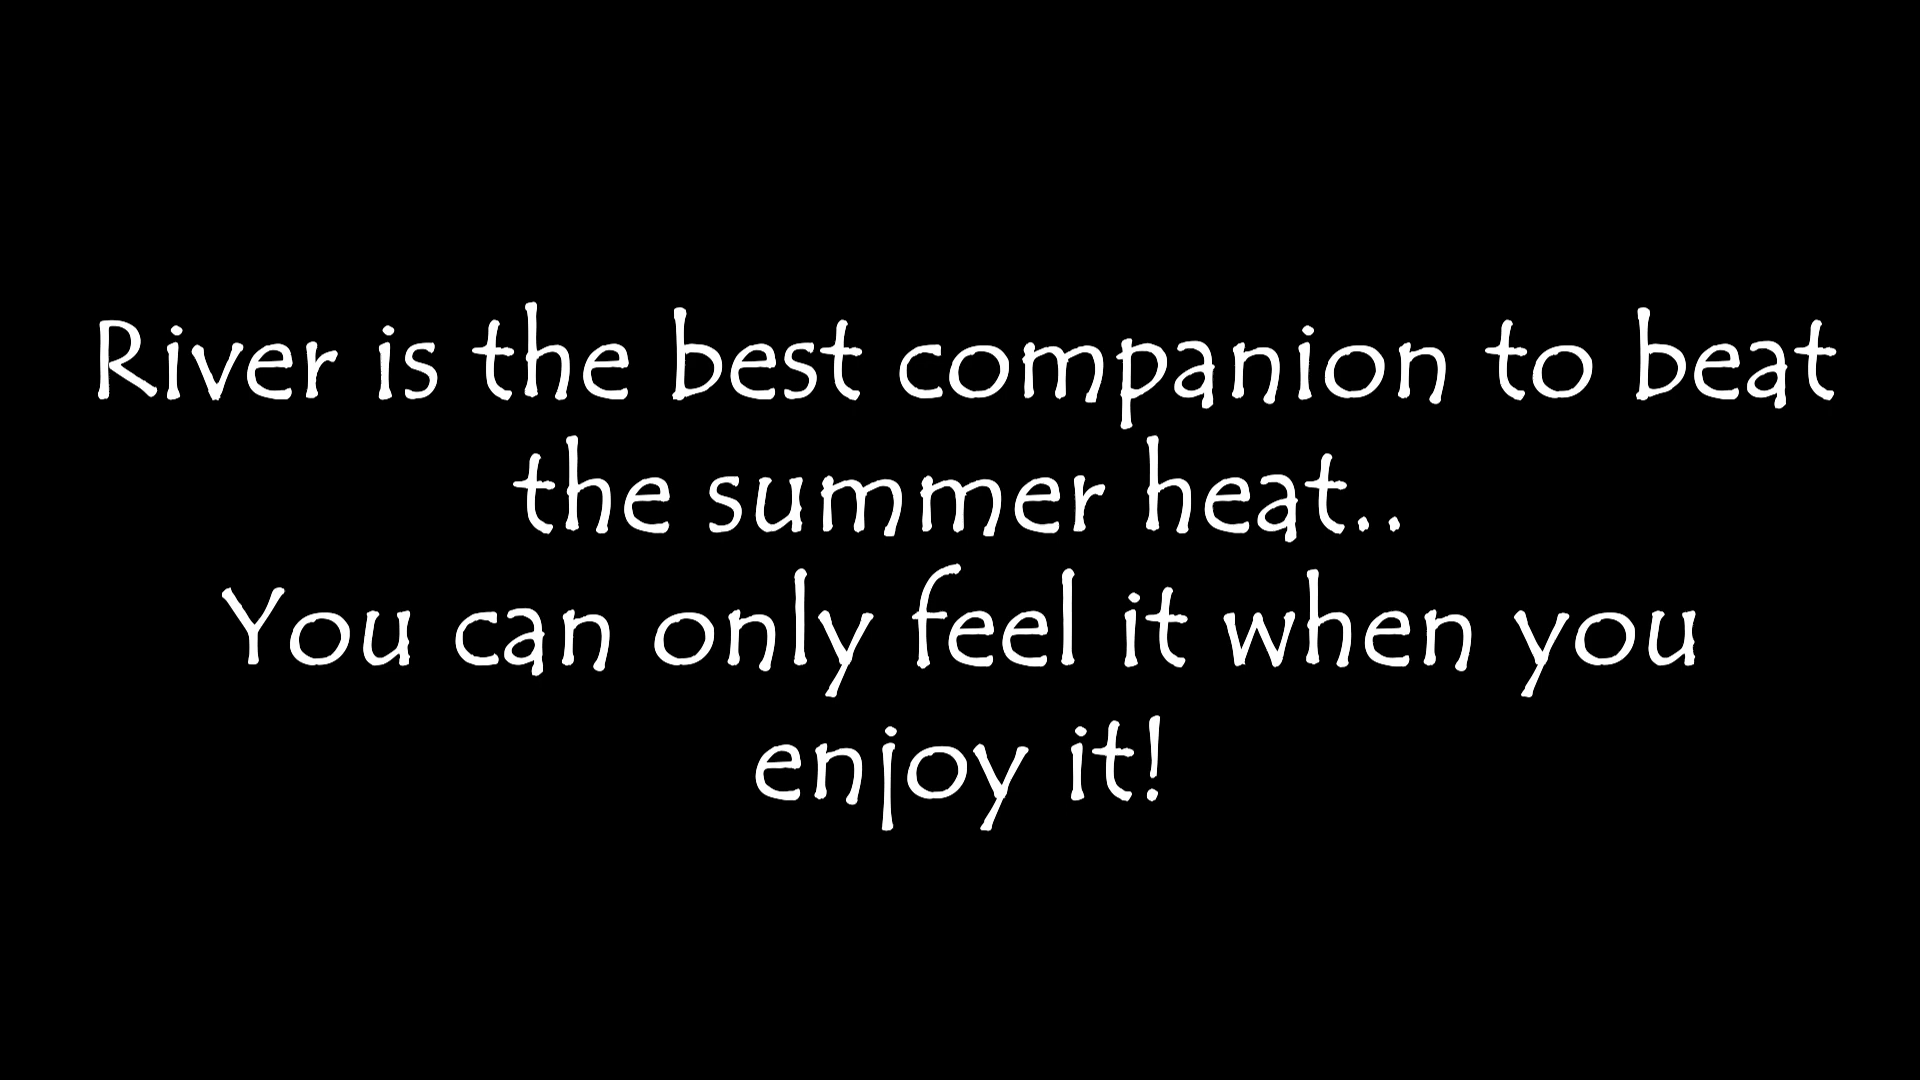 River is the best companion to beat
the summer heat..
You can only feel it when you
enjoy it!